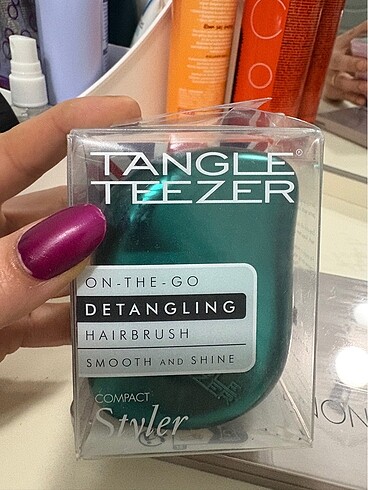 TANGLE
TEEZER®
ON-THE-GO
DETANGLING
HAIRBRUSH
SMOOTH AND SHINE
COMPACT
Styler